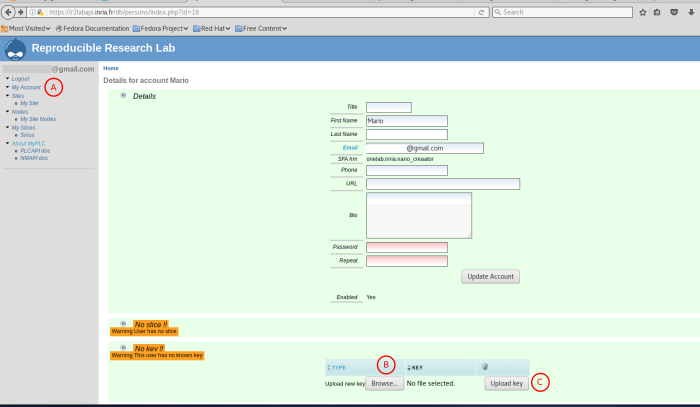 https://r2labapi.inria.fr/db/persons/index.php?id=18
Search
Most Visited Fedora Documentation Fedora Project Red Hat Free Content
Reproducible Research Lab
@gmail.com
Home
Logout
Details for account Mario
My Account
A
Sites
My Site
Nodes
My Site Nodes
My Slices
Sirius
About MyPLC
PLCAPI doc
NMAPI doc
Details
Title
First Name Mario
Last Name
Email @gmail.com
SFA hrn onelab.inria.nano_creaator
Phone
URL
Bio
Password
Repeat
Update Account
Enabled Yes
No slice !!
Warning User has no slice
No key !!
Warning This user has no known key
B
TYPE KEY
Upload new key Browse... No file selected. Upload key C